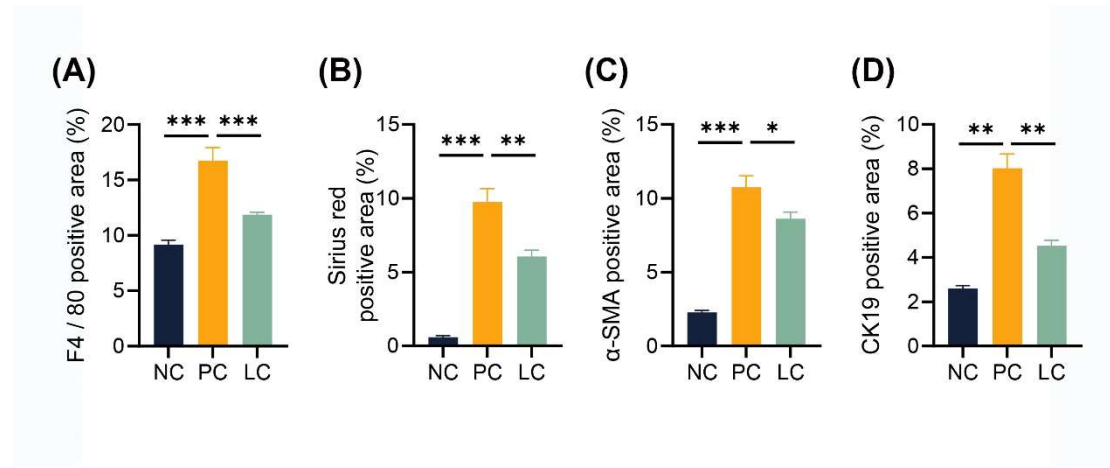 (A)
F4 / 80 positive area (%)
20
15
10
5
0
*** ***
NC PC LC
(B)
Sirius red
positive area (%)
15
10
5
0
*** **
NC PC LC
(C)
α-SMA positive area (%)
15
10
5
0
*** *
NC PC LC
(D)
CK19 positive area (%)
10
8
6
4
2
0
** **
NC PC LC